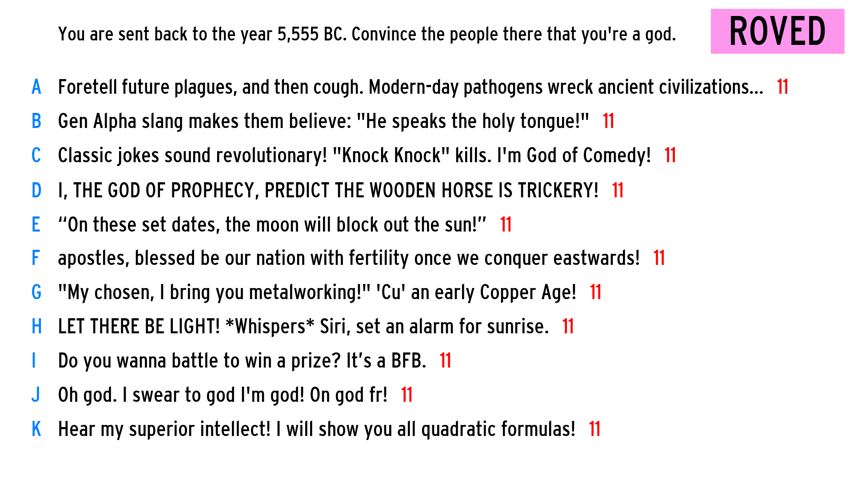 You are sent back to the year 5,555 BC. Convince the people there that you're a god.
ROVED
A Foretell future plagues, and then cough. Modern-day pathogens wreck ancient civilizations... 11
B Gen Alpha slang makes them believe: "He speaks the holy tongue!" 11
C Classic jokes sound revolutionary! "Knock Knock" kills. I'm God of Comedy! 11
D I, THE GOD OF PROPHECY, PREDICT THE WOODEN HORSE IS TRICKERY! 11
E “On these set dates, the moon will block out the sun!” 11
F apostles, blessed be our nation with fertility once we conquer eastwards! 11
G "My chosen, I bring you metalworking!" 'Cu' an early Copper Age! 11
H LET THERE BE LIGHT! *Whispers* Siri, set an alarm for sunrise. 11
I Do you wanna battle to win a prize? It’s a BFB. 11
J Oh god. I swear to god I'm god! On god fr! 11
K Hear my superior intellect! I will show you all quadratic formulas! 11